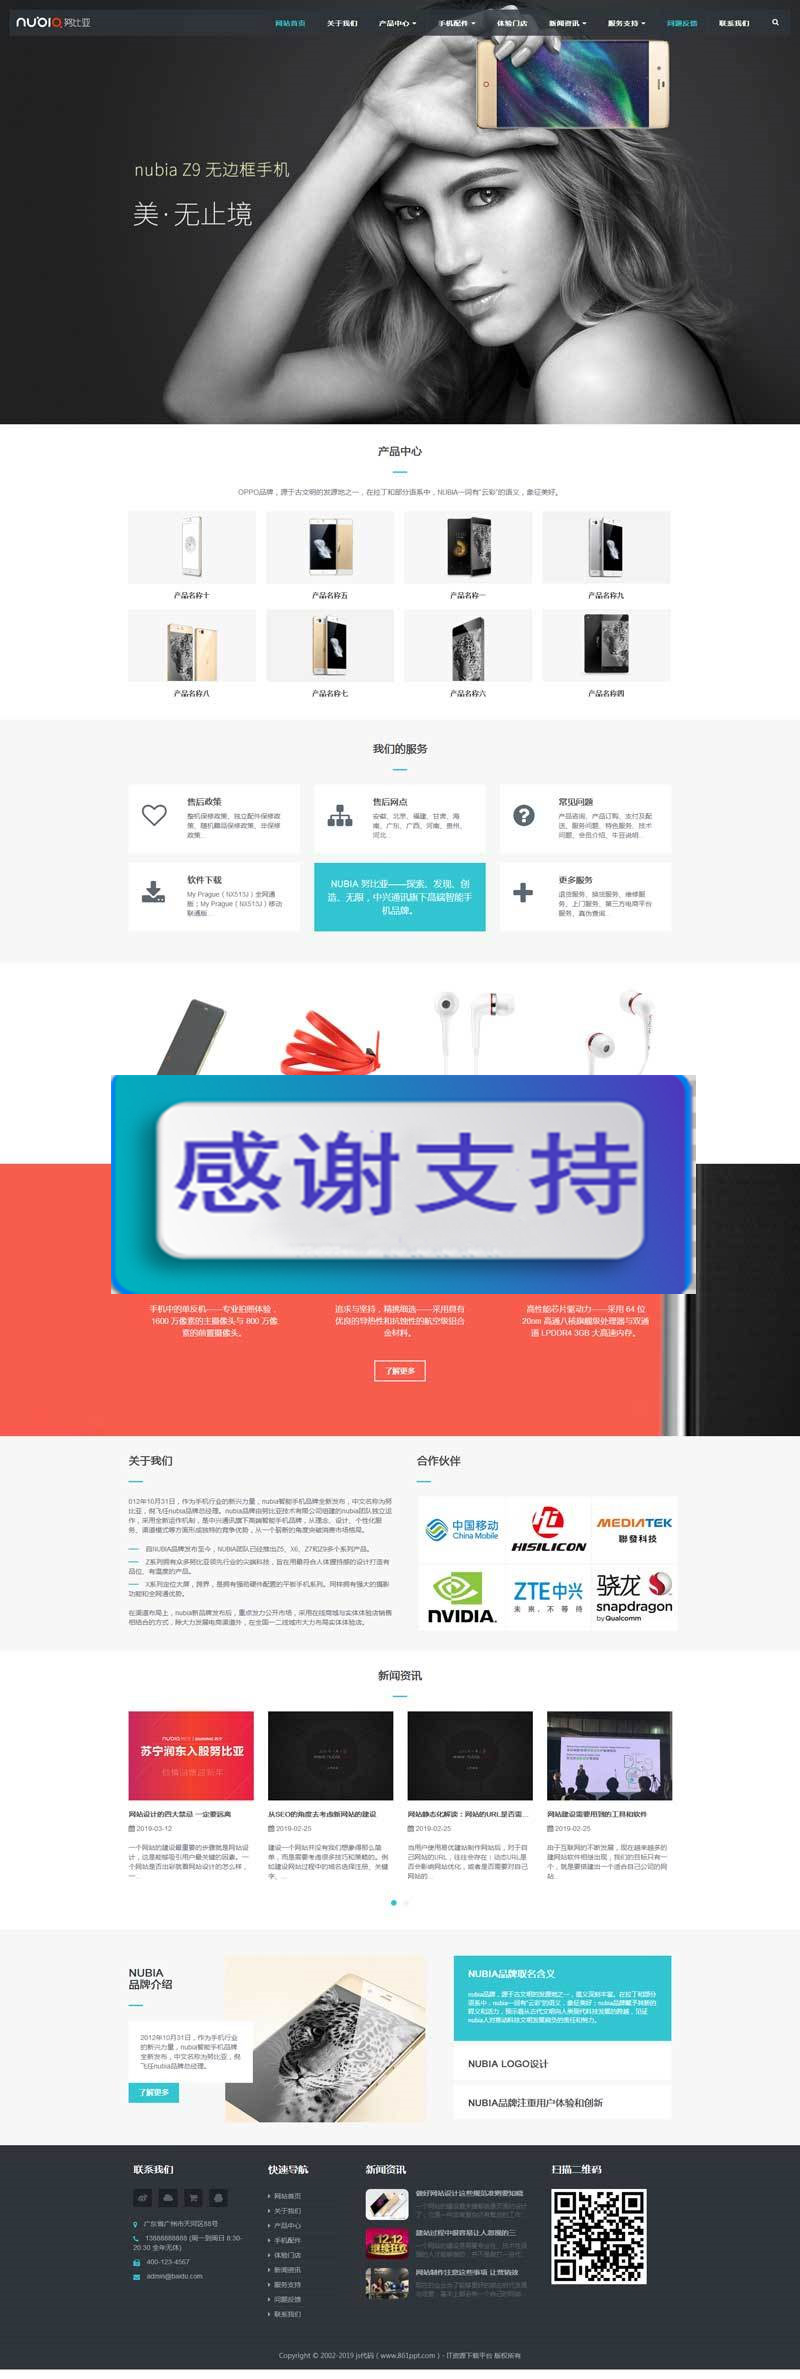 nubia 努比亚
网站首页 关于我们 产品中心 手机配件 体验门店 新闻资讯 服务支持 问题反馈 联系我们
nubia Z9 无边框手机
美·无止境
产品中心
OPPO品牌，源于古文明的发源地之一，在拉丁和部分语系中，NUBIA一词有“云彩”的语义，象征美好。
产品名称十 产品名称五 产品名称一 产品名称九
产品名称八 产品名称七 产品名称六 产品名称四
我们的服务
售后政策
整机保修政策、独立配件保修政
策、随机赠品保修政策、非保修
政策...
售后网点
安徽、北京、福建、甘肃、海
南、广东、广西、河南、贵州、
河北...
常见问题
产品咨询、产品订购、支付及配
送、服务问题、特色服务、技术
问题、会员介绍、牛豆说明...
软件下载
My Prague（NX513J）全网通
版；My Prague（NX513J）移动
联通版...
NUBIA 努比亚——探索、发现、创
造、无限，中兴通讯旗下高端智能手
机品牌。
更多服务
退货服务、换货服务、维修服
务、上门服务、第三方电商平台
服务、真伪查询...
感谢支持
手机中的单反机——专业拍照体验，
1600 万像素的主摄像头与 800 万像
素的前置摄像头。
追求与坚持，精挑细选——采用具有
优良的导热性和抗蚀性的航空级铝合
金材料。
高性能芯片驱动力——采用 64 位
20nm 高通八核旗舰级处理器与双通
道 LPDDR4 3GB 大高速内存。
了解更多
关于我们
012年10月31日，作为手机行业的新兴力量，nubia智能手机品牌全新发布，中文名称为努
比亚，倪飞任nubia品牌总经理。nubia品牌由努比亚技术有限公司组建的nubia团队独立运
作，采用全新运作机制，是中兴通讯旗下高端智能手机品牌，从理念、设计、个性化服
务、渠道模式等方面形成独特的竞争优势，从一个崭新的角度突破消费市场格局。
自NUBIA品牌发布至今，NUBIA团队已经推出Z5、X6、Z7和Z9多个系列产品。
Z系列拥有众多努比亚领先行业的尖端科技，旨在用最符合人体握持感的设计打造有
品位、有温度的产品。
X系列定位大屏，跨界，是拥有强劲硬件配置的平板手机系列。同样拥有强大的摄影
功能和全网通优势。
在渠道布局上，nubia新品牌发布后，重点发力公开市场，采用在线商城与实体体验店销售
相结合的方式，除大力发展电商渠道外，在全国一二线城市大力布局实体体验店。
合作伙伴
中国移动
China Mobile
Hi
HISILICON
MEDIATEK
聯發科技
NVIDIA.
ZTE中兴
未来，不等待
骁龙
snapdragon
by Qualcomm
新闻资讯
苏宁润东入股努比亚
网站设计的四大禁忌 一定要远离
2019-03-12
一个网站的建设最重要的步骤就是网站设
计，这是能够吸引用户最关键的因素。一
个网站是否出彩就看网站设计的怎么样，
一...
从SEO的角度去考虑新网站的建设
2019-02-25
建设一个网站并没有我们想象得那么简
单，而是需要考虑很多技巧和策略的。例
如建设网站过程中的域名选择注册、关键
字、...
网站静态化解读：网站的URL是否需...
2019-02-25
当用户使用易优建站制作网站后，对于自
己网站的URL，往往会存在！动态URL是
否会影响网站优化，或者是否需要对自己
网站的...
网站建设需要用到的工具和软件
2019-02-25
由于互联网的不断发展，现在越来越多的
建网站软件相继出现，我们的目标只有一
个，就是要搭建出一个适合自己公司的网
站...
NUBIA
品牌介绍
2012年10月31日，作为手机行业
的新兴力量，nubia智能手机品牌
全新发布，中文名称为努比亚，倪
飞任nubia品牌总经理。
了解更多
NUBIA品牌取名含义
nubia品牌，源于古文明的发源地之一，蕴义深刻丰富。在拉丁和部分
语系中，nubia一词有“云彩”的语义，象征美好；nubia品牌赋予其新的
释义和活力，预示着从古代文明向人类现代科技发展的跨越，见证
nubia人对推动科技文明发展肩负的责任和努力。
NUBIA LOGO设计
NUBIA品牌注重用户体验和创新
联系我们
广东省广州市天河区88号
13888888888 (周一到周日 8:30-
20:30 全年无休)
400-123-4567
admin@baidu.com
快速导航
网站首页
关于我们
产品中心
手机配件
体验门店
新闻资讯
服务支持
问题反馈
联系我们
新闻资讯
做好网站设计这些规范准则要知晓
12·12
继续狂欢
建站过程中很容易让人忽视的三
网站制作注意这些事项 让营销效
扫描二维码
Copyright © 2002-2019 js代码（www.861ppt.com）- IT资源下载平台 版权所有